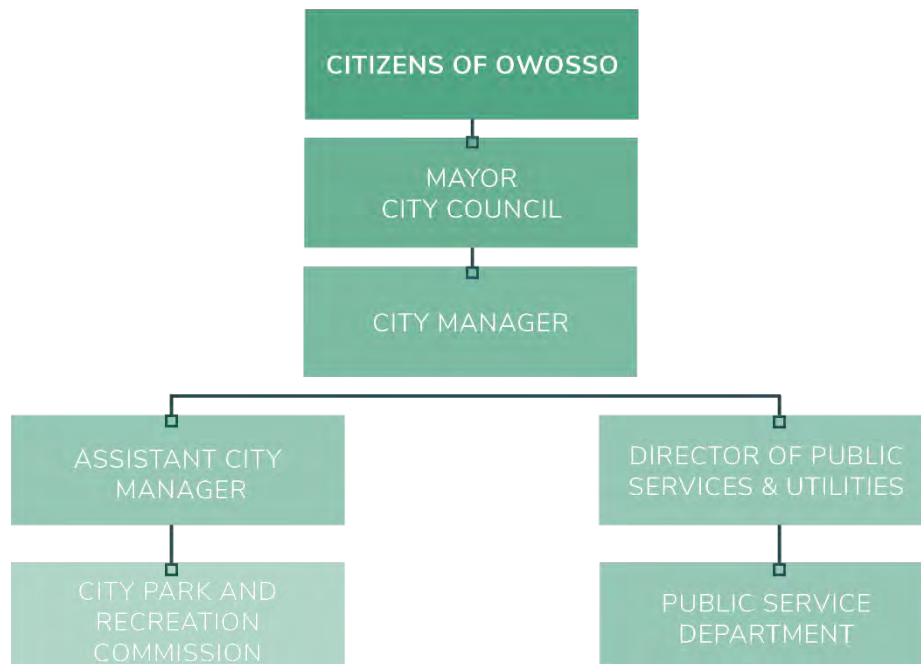 CITIZENS OF OWOSSO
MAYOR
CITY COUNCIL
CITY MANAGER
ASSISTANT CITY
MANAGER
DIRECTOR OF PUBLIC
SERVICES & UTILITIES
CITY PARK AND
RECREATION
COMMISSION
PUBLIC SERVICE
DEPARTMENT